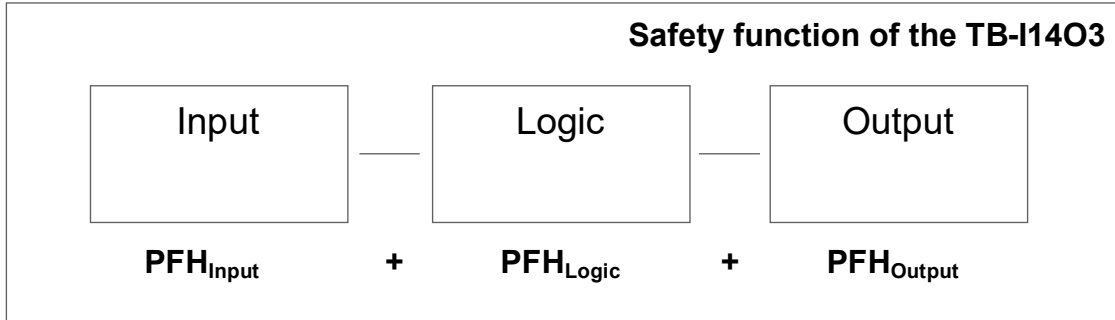 Safety function of the TB-I14O3
Input Logic Output
PFHInput + PFHLogic + PFHOutput